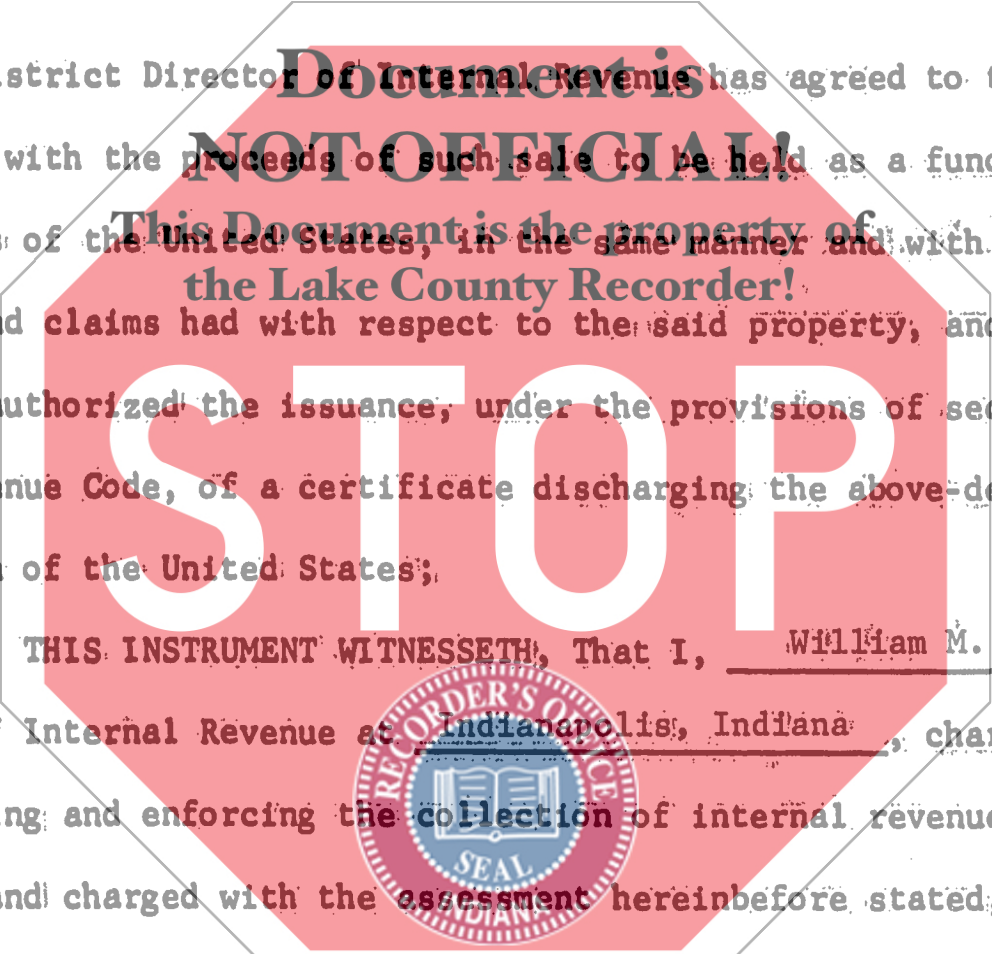 strict Director of Internal Revenue has agreed to
Document is
with the proceeds of such sale to be held as a fund
NOT OFFICIAL!
of the United States, in the same manner and with
This Document is the property of
the Lake County Recorder!
d claims had with respect to the said property, and
uthorized the issuance, under the provisions of sec
STOP
nue Code, of a certificate discharging the above-de
of the United States;
THIS INSTRUMENT WITNESSETH, That I, William M.
Internal Revenue at Indianapolis, Indiana, char
RECORDER'S OFFICE
ng and enforcing the collection of internal revenue
SEAL
nd charged with the assessment hereinbefore stated,
INDIANA